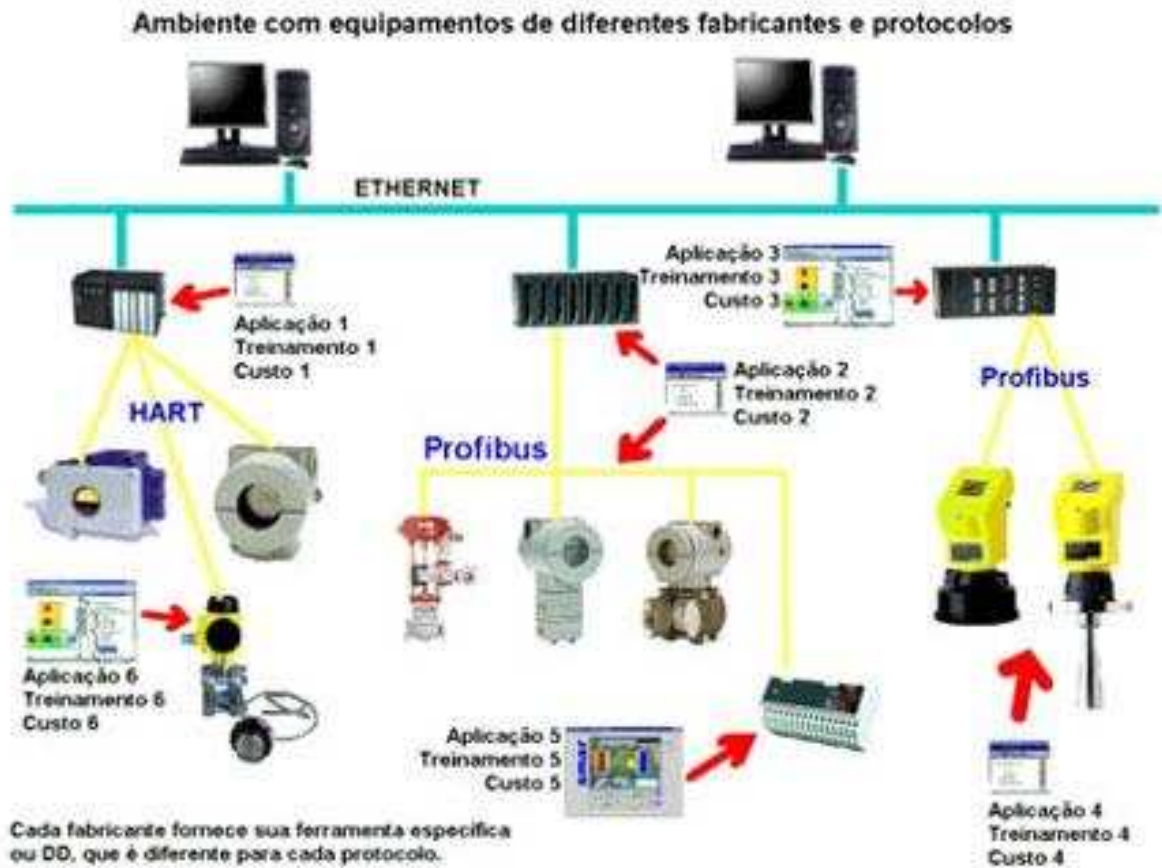 Ambiente com equipamentos de diferentes fabricantes e protocolos
ETHERNET
Aplicação 1
Treinamento 1
Custo 1
HART
Aplicação 3
Treinamento 3
Custo 3
Aplicação 2
Treinamento 2
Custo 2
Profibus
Profibus
Aplicação 6
Treinamento 6
Custo 6
Aplicação 5
Treinamento 5
Custo 5
smar
Aplicação 4
Treinamento 4
Custo 4
Cada fabricante fornece sua ferramenta específica
ou DD, que é diferente para cada protocolo.